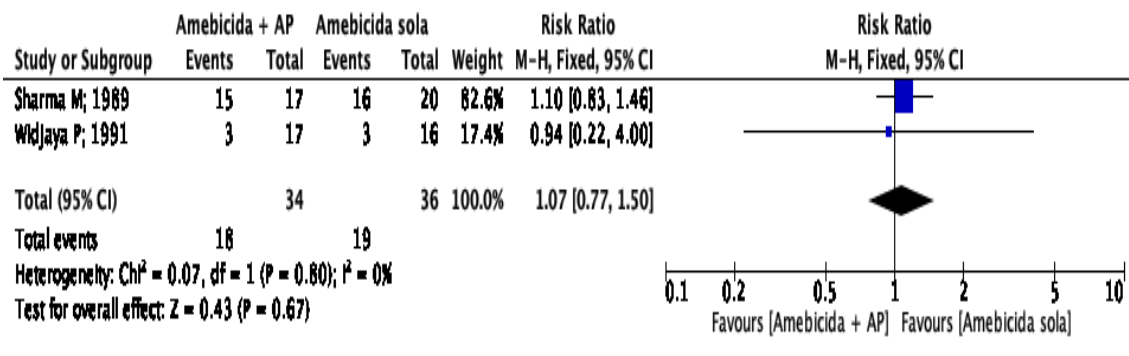 Amebicida + AP Amebicida sola Risk Ratio Risk Ratio
Study or Subgroup Events Total Events Total Weight M-H, Fixed, 95% CI M-H, Fixed, 95% CI
Sharma M; 1989 15 17 16 20 82.6% 1.10 [0.83, 1.46]
Widjaya P; 1991 3 17 3 16 17.4% 0.94 [0.22, 4.00]
Total (95% CI) 34 36 100.0% 1.07 [0.77, 1.50]
Total events 18 19
Heterogeneity: Chi² = 0.07, df = 1 (P = 0.80); I² = 0%
Test for overall effect: Z = 0.43 (P = 0.67)
0.1 0.2 0.5 1 2 5 10
Favours [Amebicida + AP] Favours [Amebicida sola]